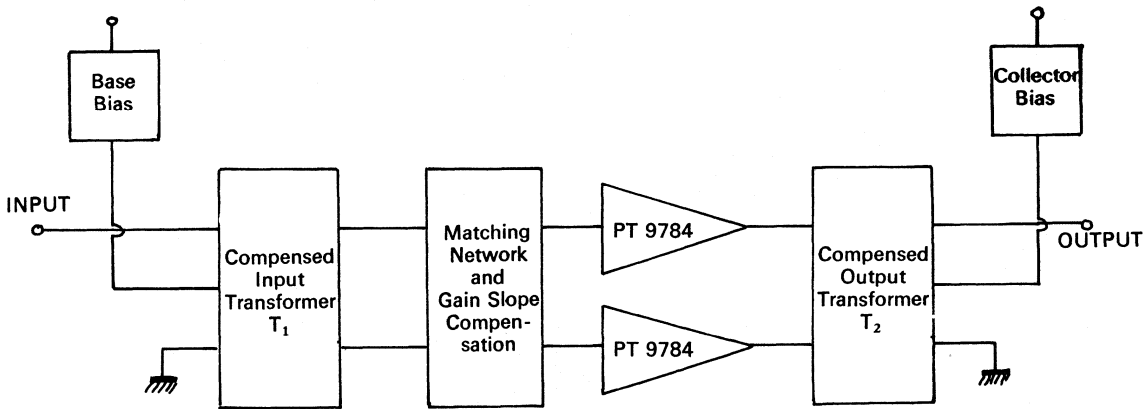 Base
Bias
Collector
Bias
INPUT
Compensed
Input
Transformer
T₁
Matching
Network
and
Gain Slope
Compen-
sation
PT 9784
PT 9784
Compensed
Output
Transformer
T₂
OUTPUT